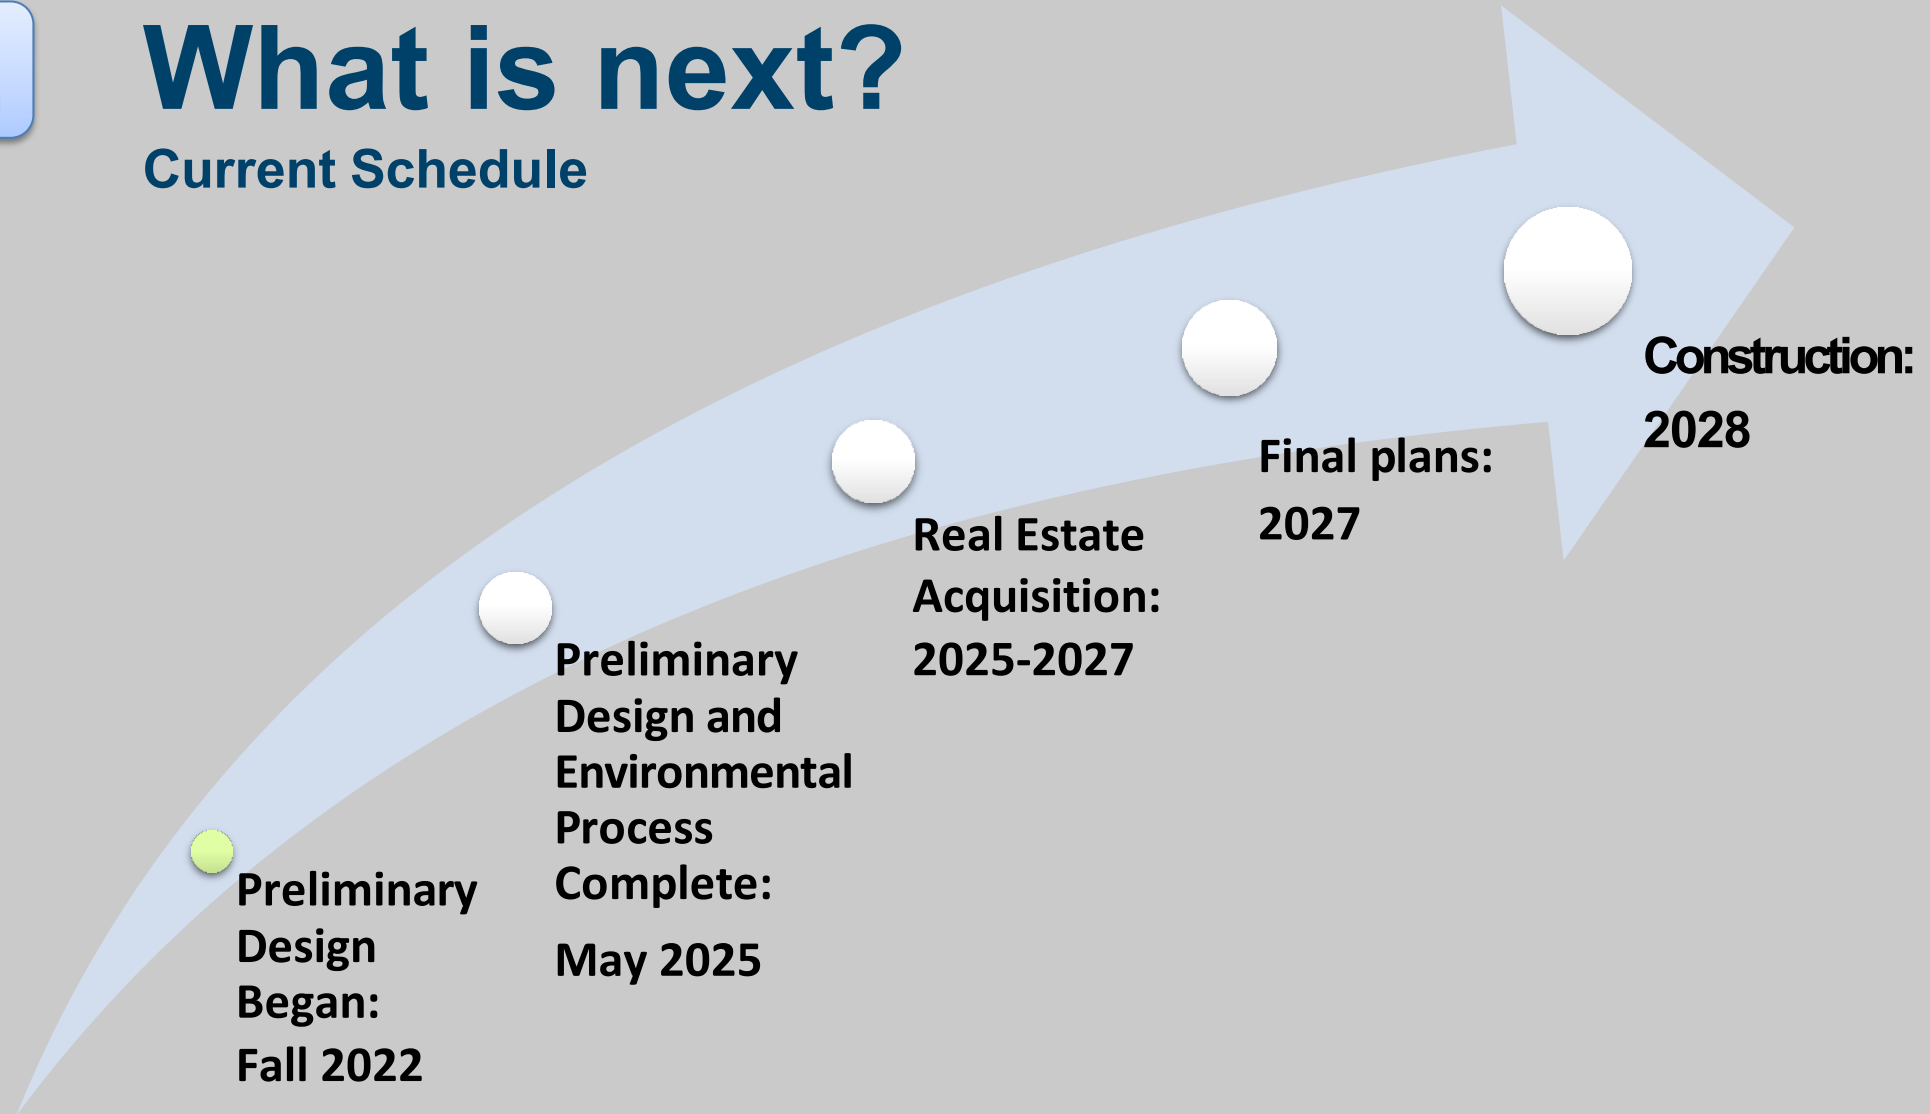 What is next?
Current Schedule
Preliminary
Design
Began:
Fall 2022
Preliminary
Design and
Environmental
Process
Complete:
May 2025
Real Estate
Acquisition:
2025-2027
Final plans:
2027
Construction:
2028